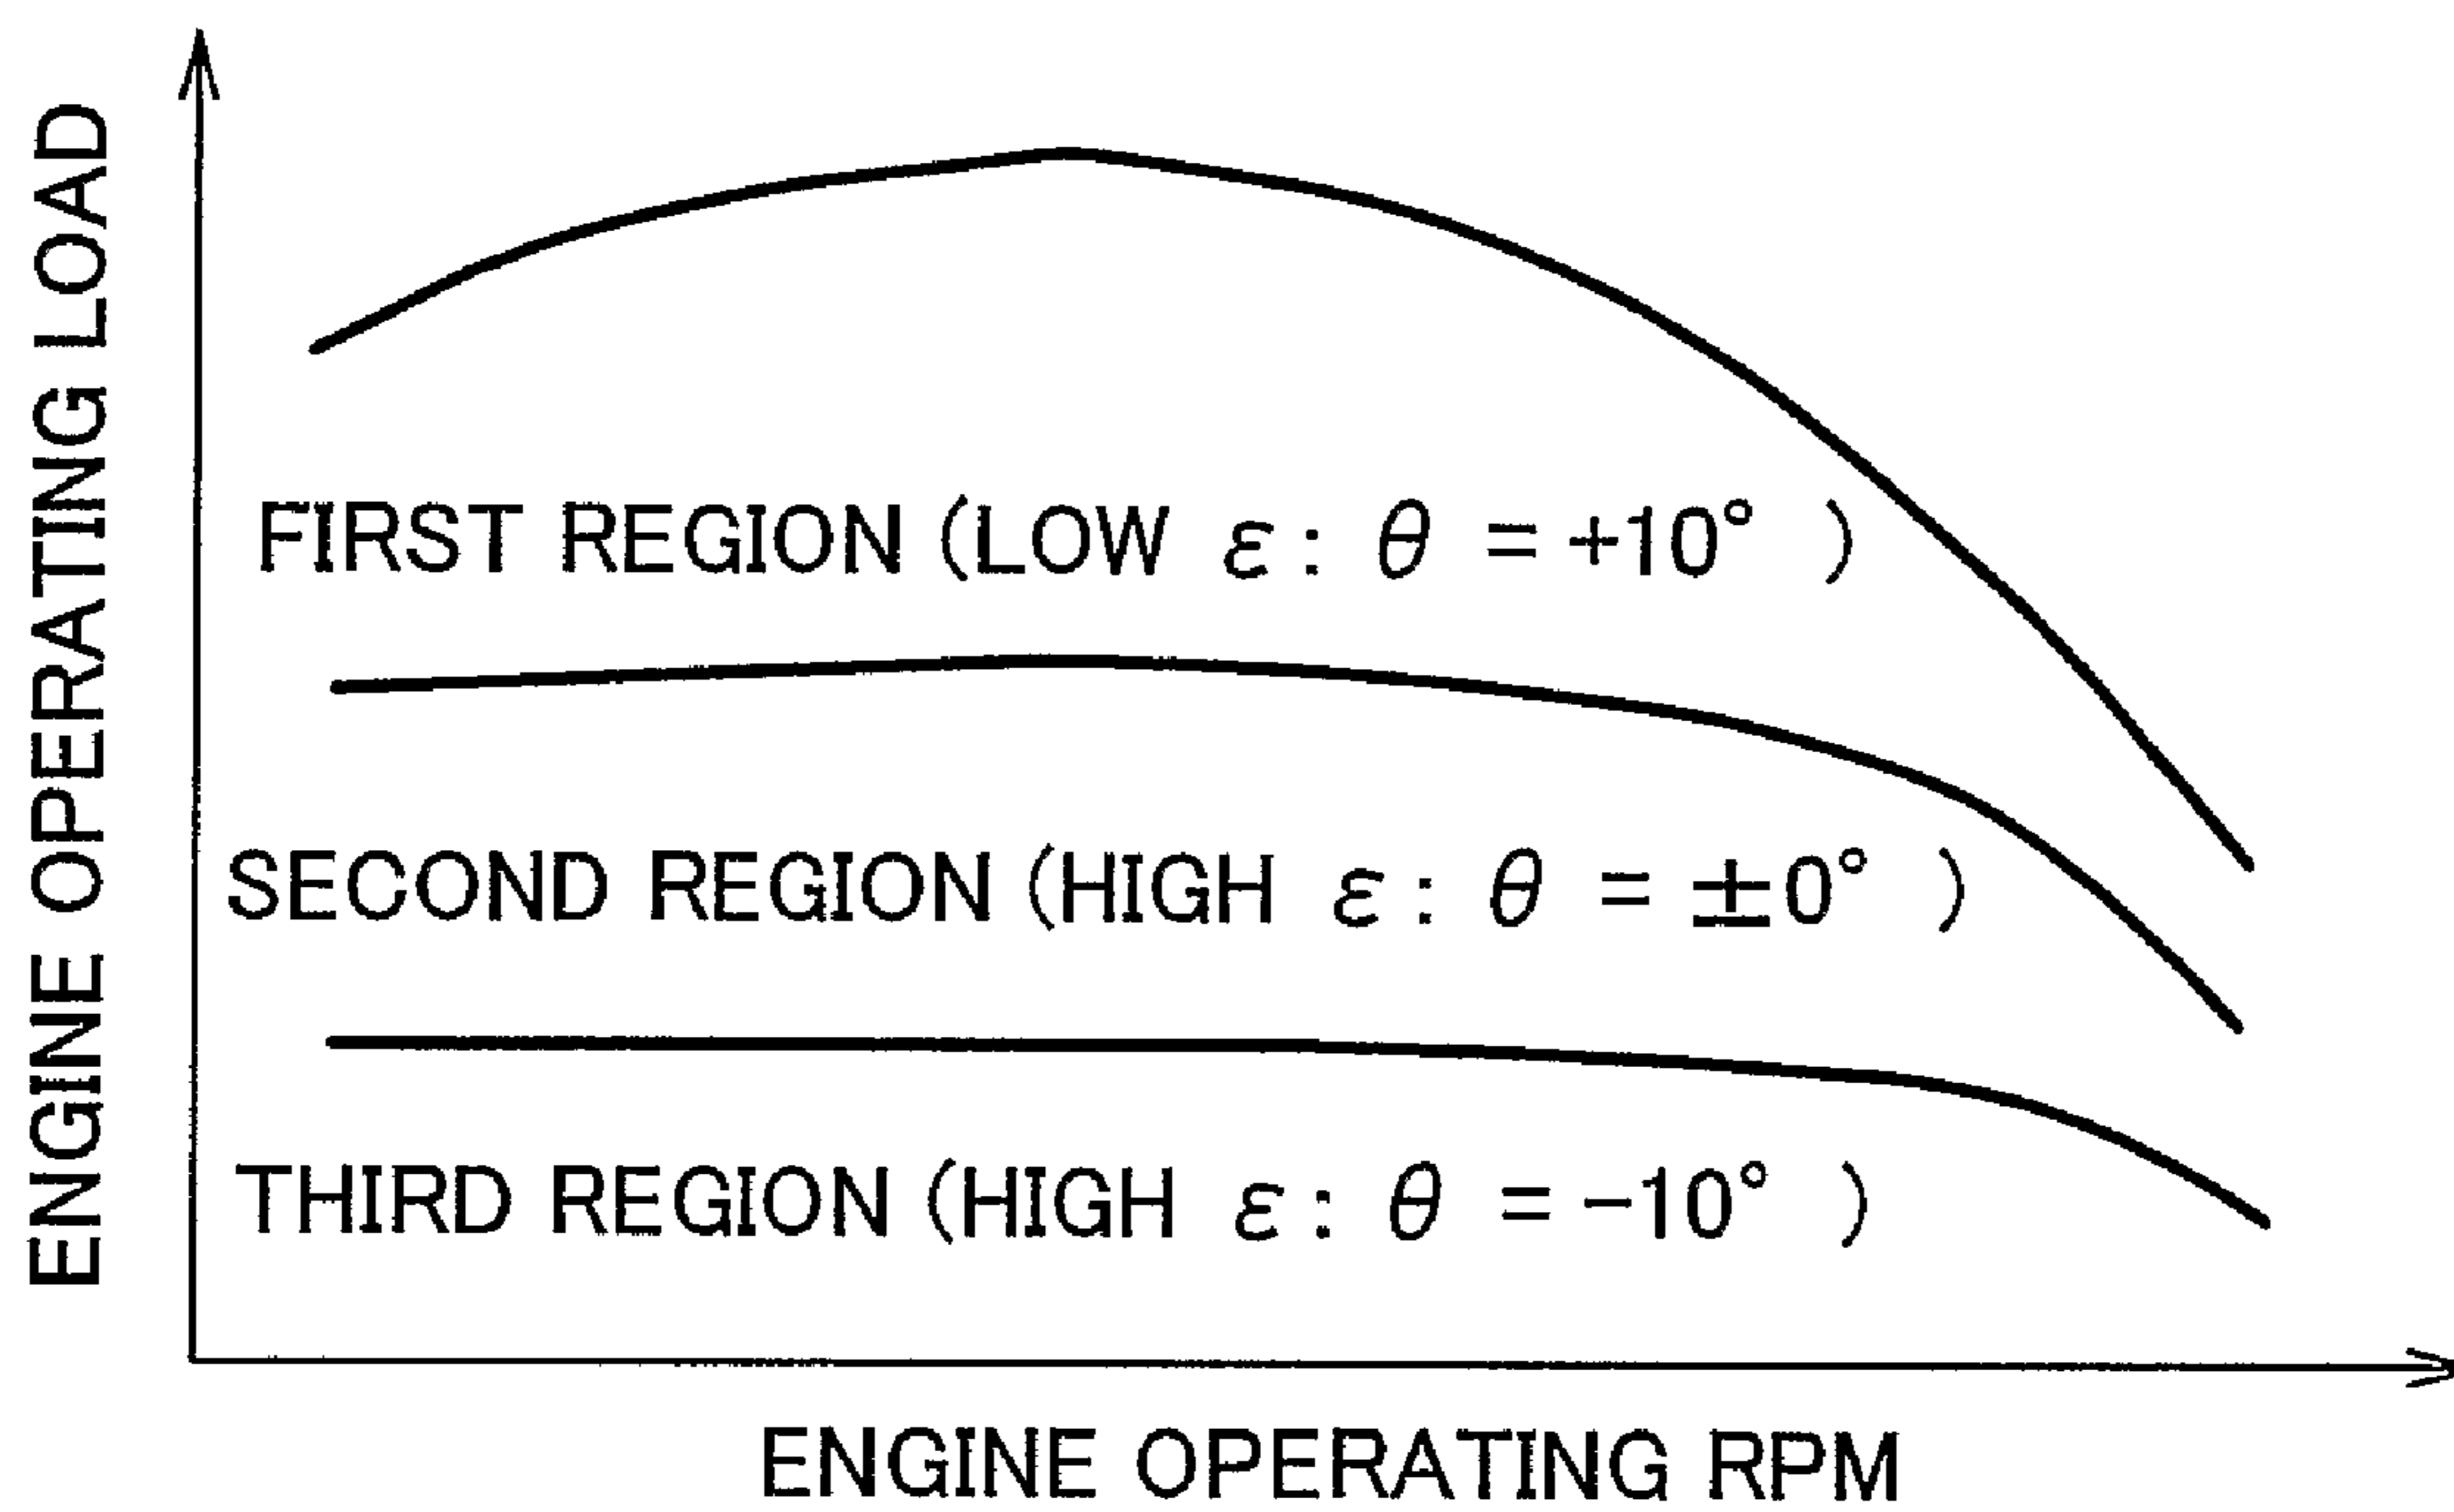 ENGINE OPERATING LOAD
FIRST REGION (LOW ε: θ = +10° )
SECOND REGION (HIGH ε: θ = ±0° )
THIRD REGION (HIGH ε: θ = -10° )
ENGINE OPERATING RPM